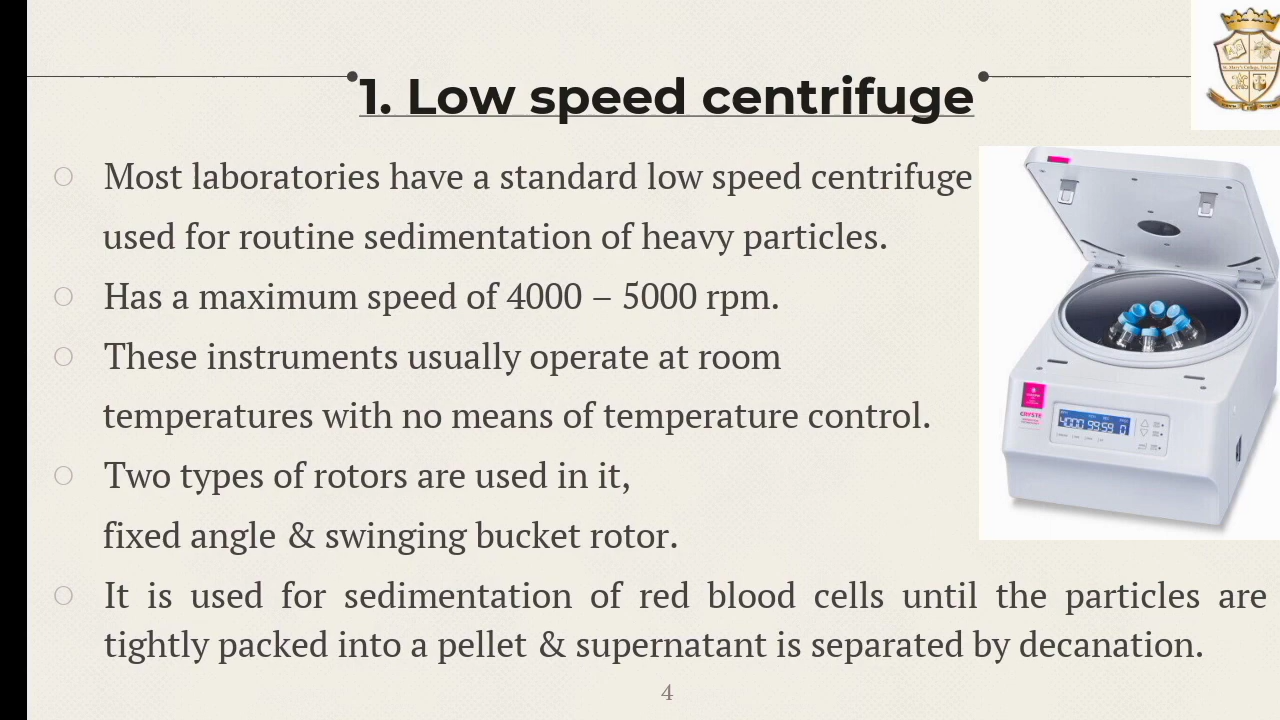 1. Low speed centrifuge
Most laboratories have a standard low speed centrifuge
used for routine sedimentation of heavy particles.
Has a maximum speed of 4000 – 5000 rpm.
These instruments usually operate at room
temperatures with no means of temperature control.
Two types of rotors are used in it,
fixed angle & swinging bucket rotor.
It is used for sedimentation of red blood cells until the particles are
tightly packed into a pellet & supernatant is separated by decanation.
4